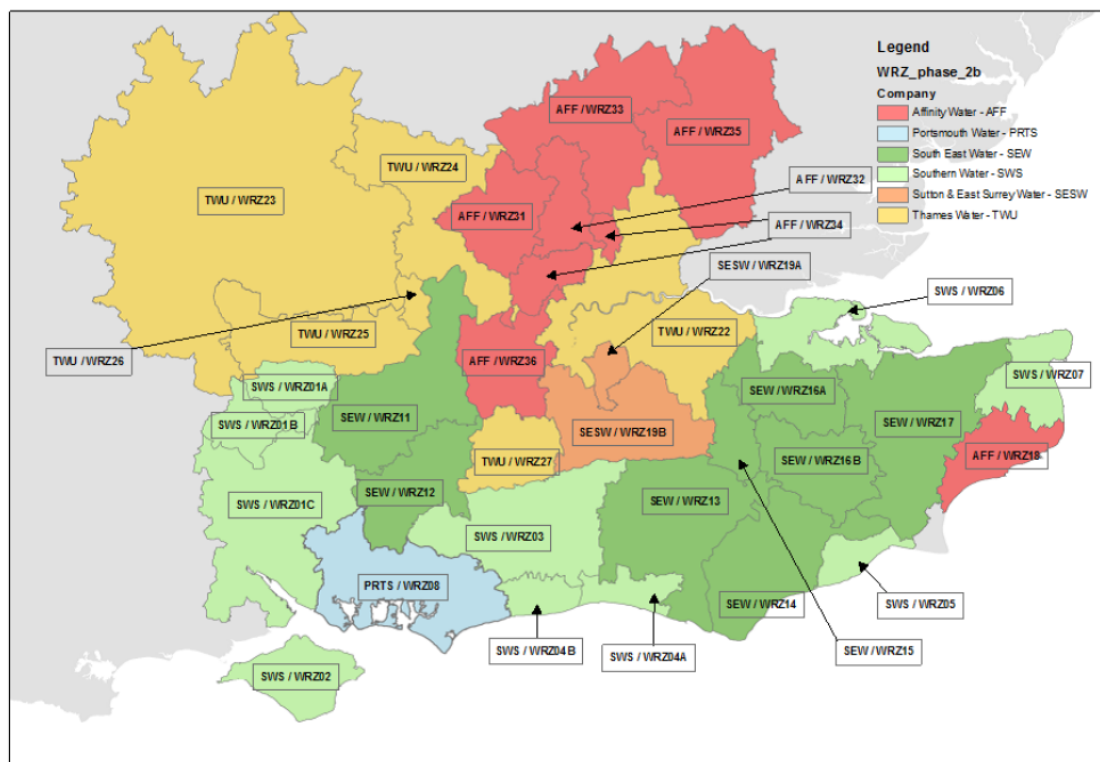 Legend
WRZ_phase_2b
Company
Affinity Water - AFF
Portsmouth Water - PRTS
South East Water - SEW
Southern Water - SWS
Sutton & East Surrey Water - SESW
Thames Water - TWU
AFF / WRZ33
AFF / WRZ35
TWU / WRZ24
AFF / WRZ32
TWU / WRZ23
AFF / WRZ31
AFF / WRZ34
SESW / WRZ19A
SWS / WRZ06
TWU / WRZ25
TWU / WRZ22
TWU / WRZ26
AFF / WRZ36
SWS / WRZ07
SWS / WRZ01A
SEW / WRZ16A
SEW / WRZ11
SWS / WRZ01B
SESW / WRZ19B
SEW / WRZ17
AFF / WRZ18
TWU / WRZ27
SEW / WRZ16B
SEW / WRZ12
SEW / WRZ13
SWS / WRZ01C
SWS / WRZ03
PRTS / WRZ08
SEW / WRZ14
SWS / WRZ05
SWS / WRZ04B
SWS / WRZ04A
SEW / WRZ15
SWS / WRZ02